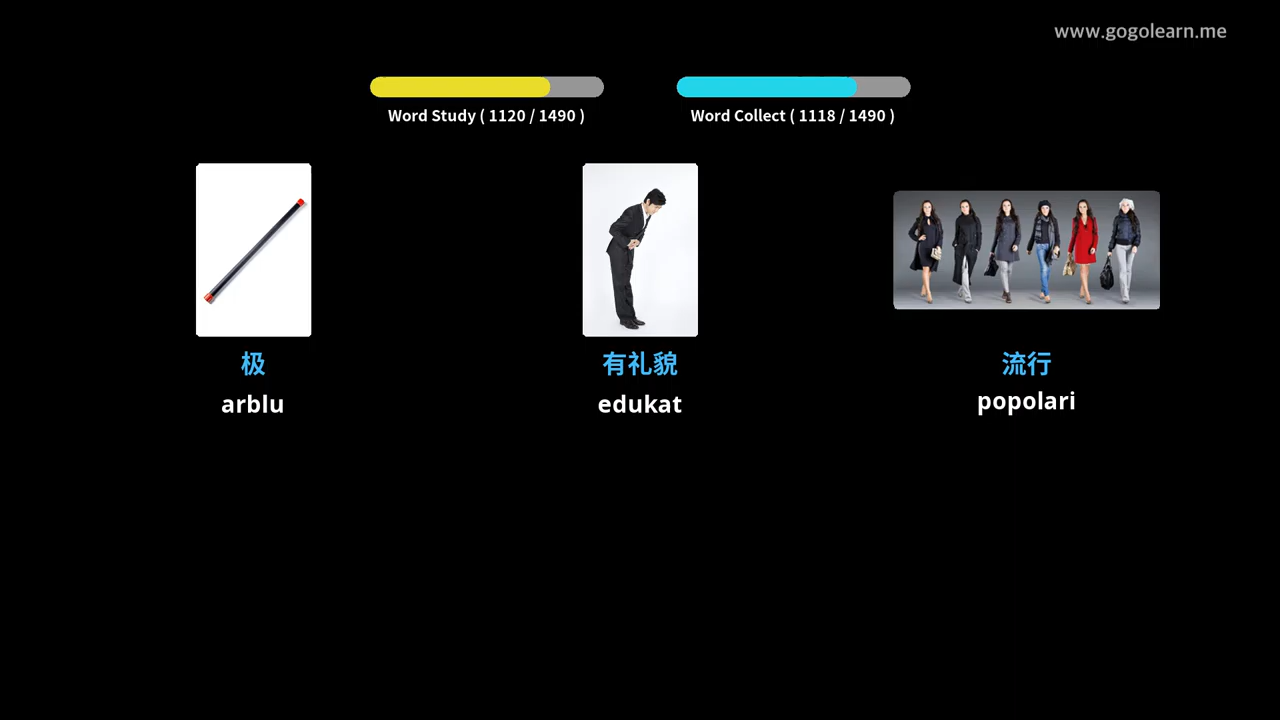 www.gogolearn.me
Word Study ( 1120 / 1490 )
Word Collect ( 1118 / 1490 )
极
有礼貌
流行
arblu
edukat
popolari